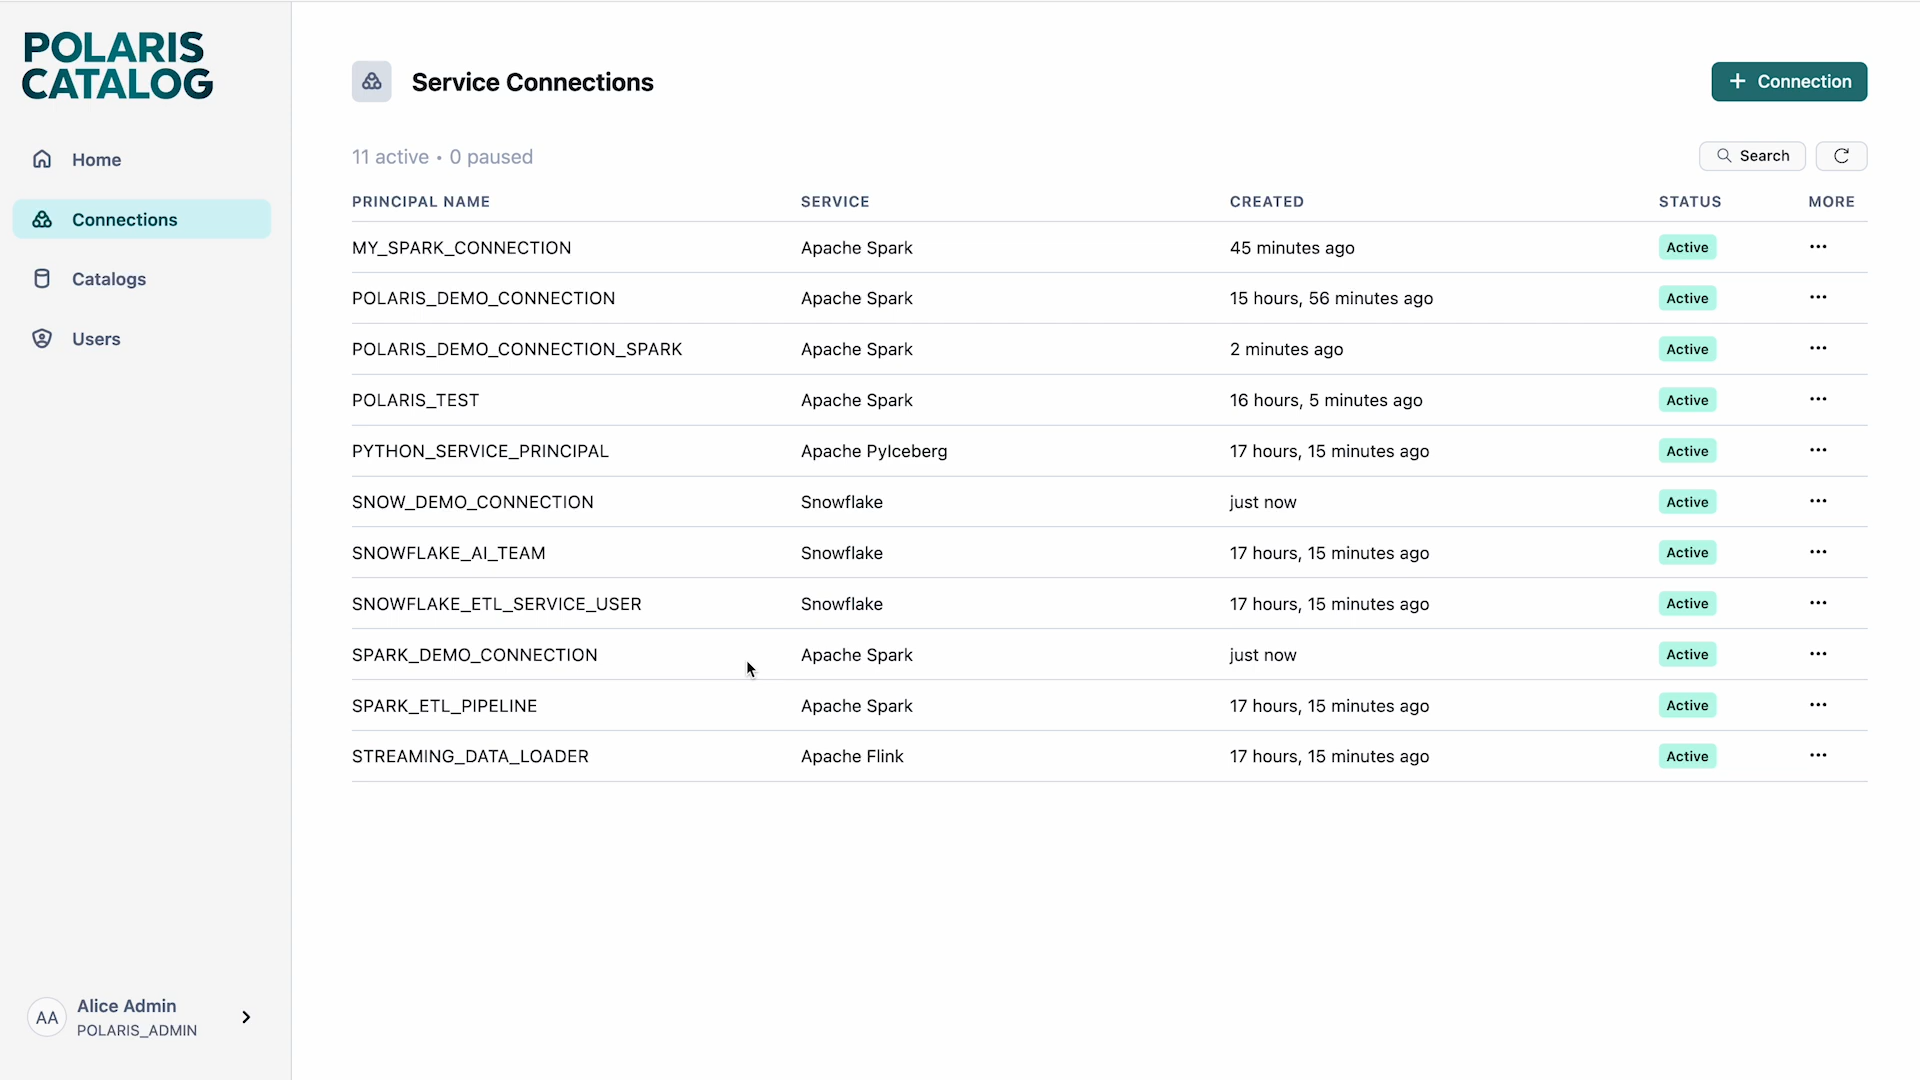 POLARIS
CATALOG
Home
Connections
Catalogs
Users
AA
Alice Admin
POLARIS_ADMIN
Service Connections
+ Connection
11 active • 0 paused
Search
PRINCIPAL NAME SERVICE CREATED STATUS MORE
MY_SPARK_CONNECTION Apache Spark 45 minutes ago Active ...
POLARIS_DEMO_CONNECTION Apache Spark 15 hours, 56 minutes ago Active ...
POLARIS_DEMO_CONNECTION_SPARK Apache Spark 2 minutes ago Active ...
POLARIS_TEST Apache Spark 16 hours, 5 minutes ago Active ...
PYTHON_SERVICE_PRINCIPAL Apache PyIceberg 17 hours, 15 minutes ago Active ...
SNOW_DEMO_CONNECTION Snowflake just now Active ...
SNOWFLAKE_AI_TEAM Snowflake 17 hours, 15 minutes ago Active ...
SNOWFLAKE_ETL_SERVICE_USER Snowflake 17 hours, 15 minutes ago Active ...
SPARK_DEMO_CONNECTION Apache Spark just now Active ...
SPARK_ETL_PIPELINE Apache Spark 17 hours, 15 minutes ago Active ...
STREAMING_DATA_LOADER Apache Flink 17 hours, 15 minutes ago Active ...